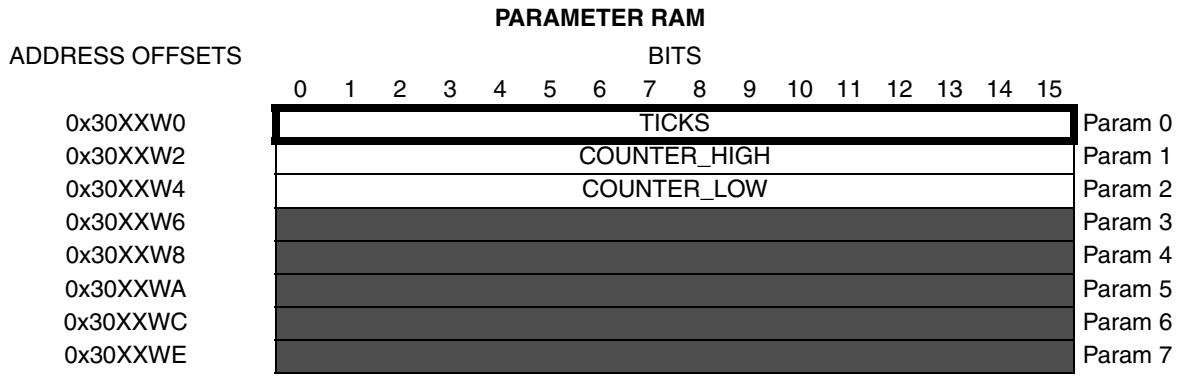 PARAMETER RAM
ADDRESS OFFSETS BITS
0 1 2 3 4 5 6 7 8 9 10 11 12 13 14 15
0x30XXW0 TICKS Param 0
0x30XXW2 COUNTER_HIGH Param 1
0x30XXW4 COUNTER_LOW Param 2
0x30XXW6 Param 3
0x30XXW8 Param 4
0x30XXWA Param 5
0x30XXWC Param 6
0x30XXWE Param 7